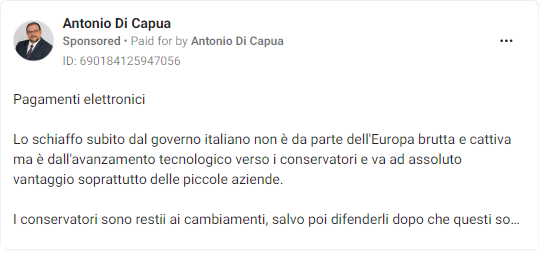 Antonio Di Capua
Sponsored • Paid for by Antonio Di Capua
ID: 690184125947056
Pagamenti elettronici
Lo schiaffo subito dal governo italiano non è da parte dell'Europa brutta e cattiva
ma è dall'avanzamento tecnologico verso i conservatori e va ad assoluto
vantaggio soprattutto delle piccole aziende.
I conservatori sono restii ai cambiamenti, salvo poi difenderli dopo che questi so...